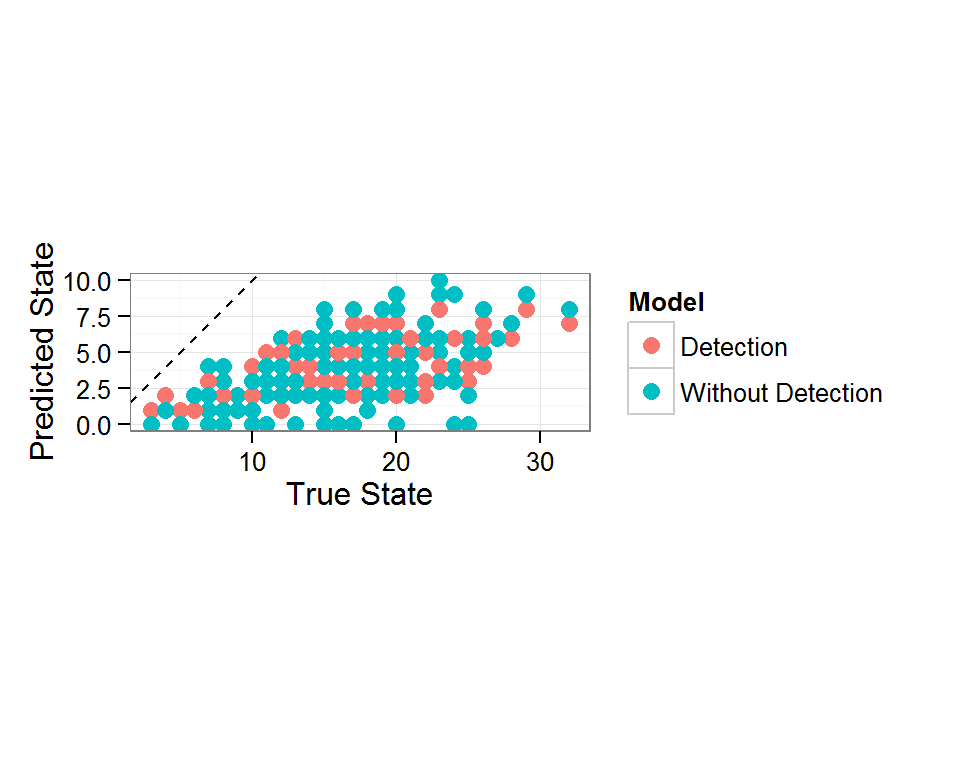 Predicted State
10.0
7.5
5.0
2.5
0.0
10 20 30
True State
Model
Detection
Without Detection